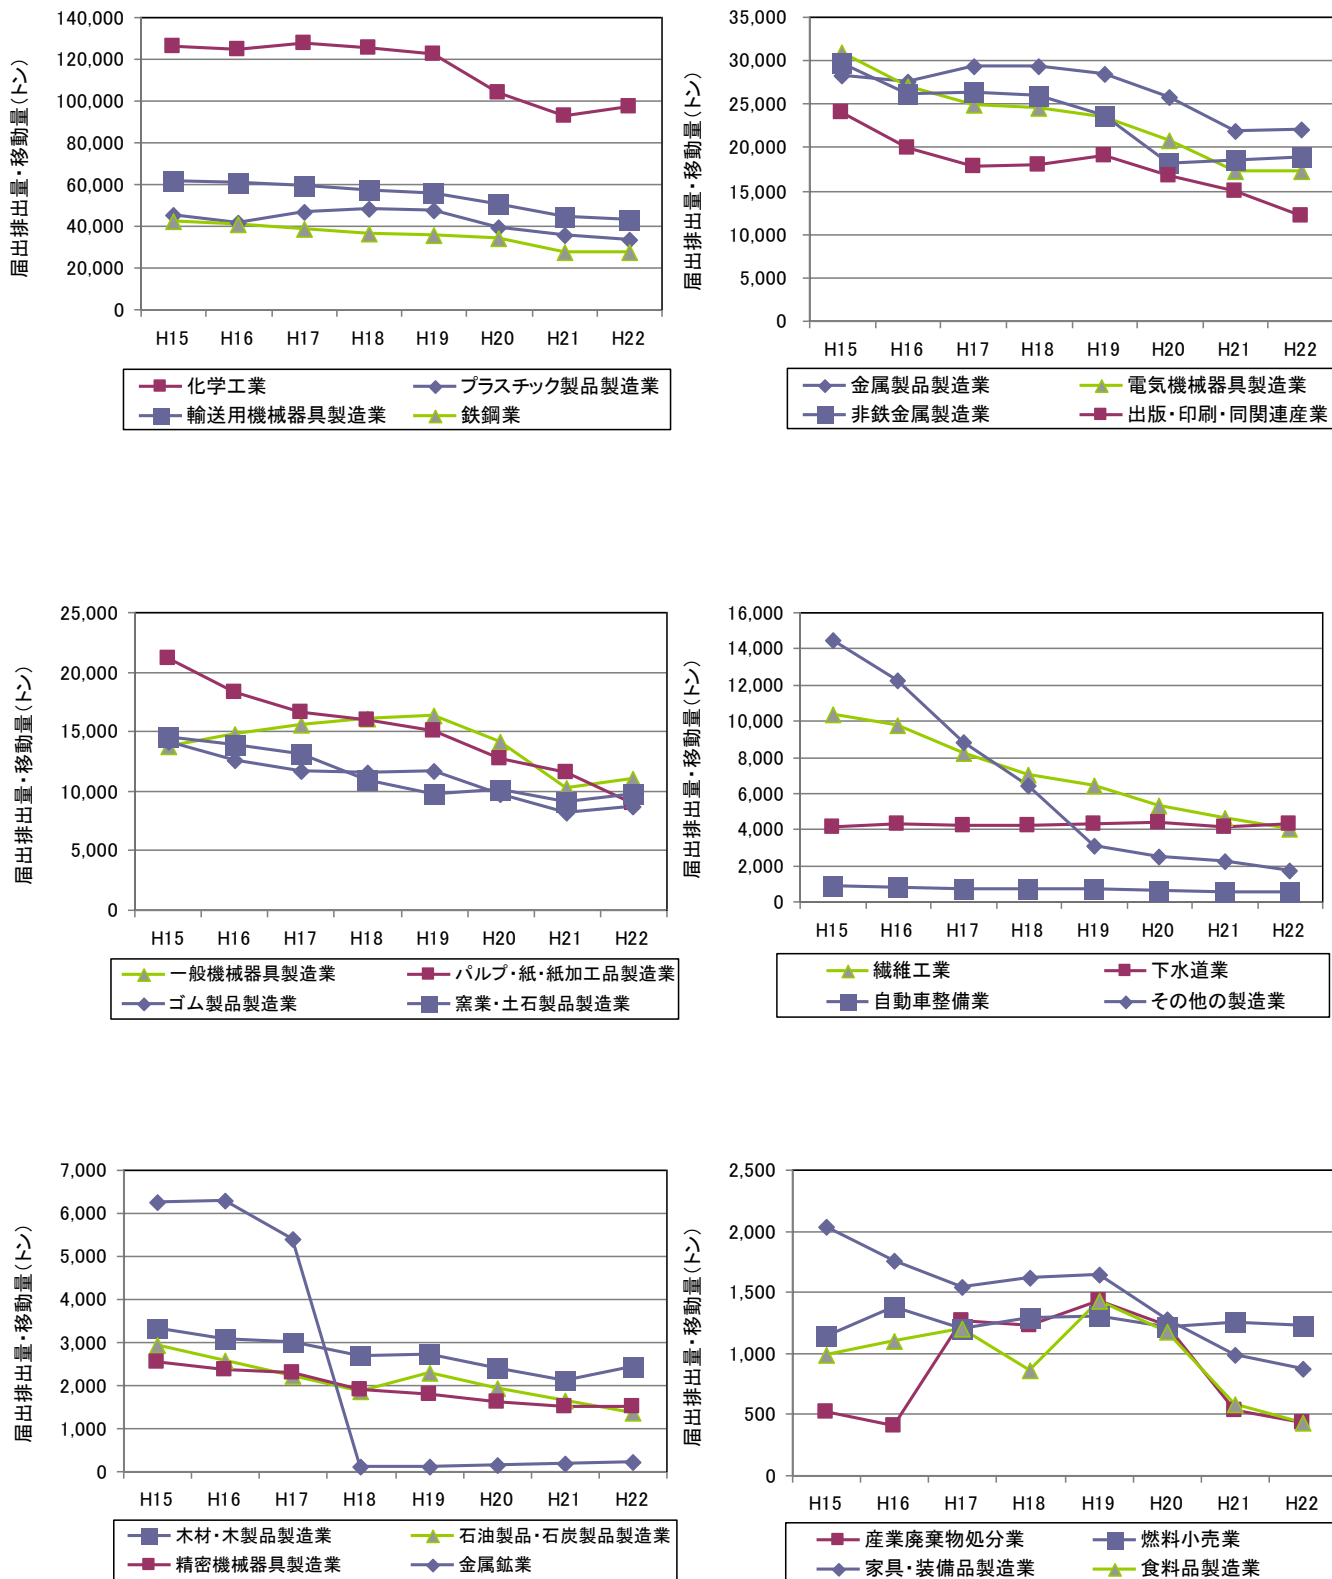 届出排出量・移動量(トン)
140,000
120,000
100,000
80,000
60,000
40,000
20,000
0
H15 H16 H17 H18 H19 H20 H21 H22
化学工業 プラスチック製品製造業
輸送用機械器具製造業 鉄鋼業
届出排出量・移動量(トン)
35,000
30,000
25,000
20,000
15,000
10,000
5,000
0
H15 H16 H17 H18 H19 H20 H21 H22
金属製品製造業 電気機械器具製造業
非鉄金属製造業 出版・印刷・同関連産業
届出排出量・移動量(トン)
25,000
20,000
15,000
10,000
5,000
0
H15 H16 H17 H18 H19 H20 H21 H22
一般機械器具製造業 パルプ・紙・紙加工品製造業
ゴム製品製造業 窯業・土石製品製造業
届出排出量・移動量(トン)
16,000
14,000
12,000
10,000
8,000
6,000
4,000
2,000
0
H15 H16 H17 H18 H19 H20 H21 H22
繊維工業 下水道業
自動車整備業 その他の製造業
届出排出量・移動量(トン)
7,000
6,000
5,000
4,000
3,000
2,000
1,000
0
H15 H16 H17 H18 H19 H20 H21 H22
木材・木製品製造業 石油製品・石炭製品製造業
精密機械器具製造業 金属鉱業
届出排出量・移動量(トン)
2,500
2,000
1,500
1,000
500
0
H15 H16 H17 H18 H19 H20 H21 H22
産業廃棄物処分業 燃料小売業
家具・装備品製造業 食料品製造業